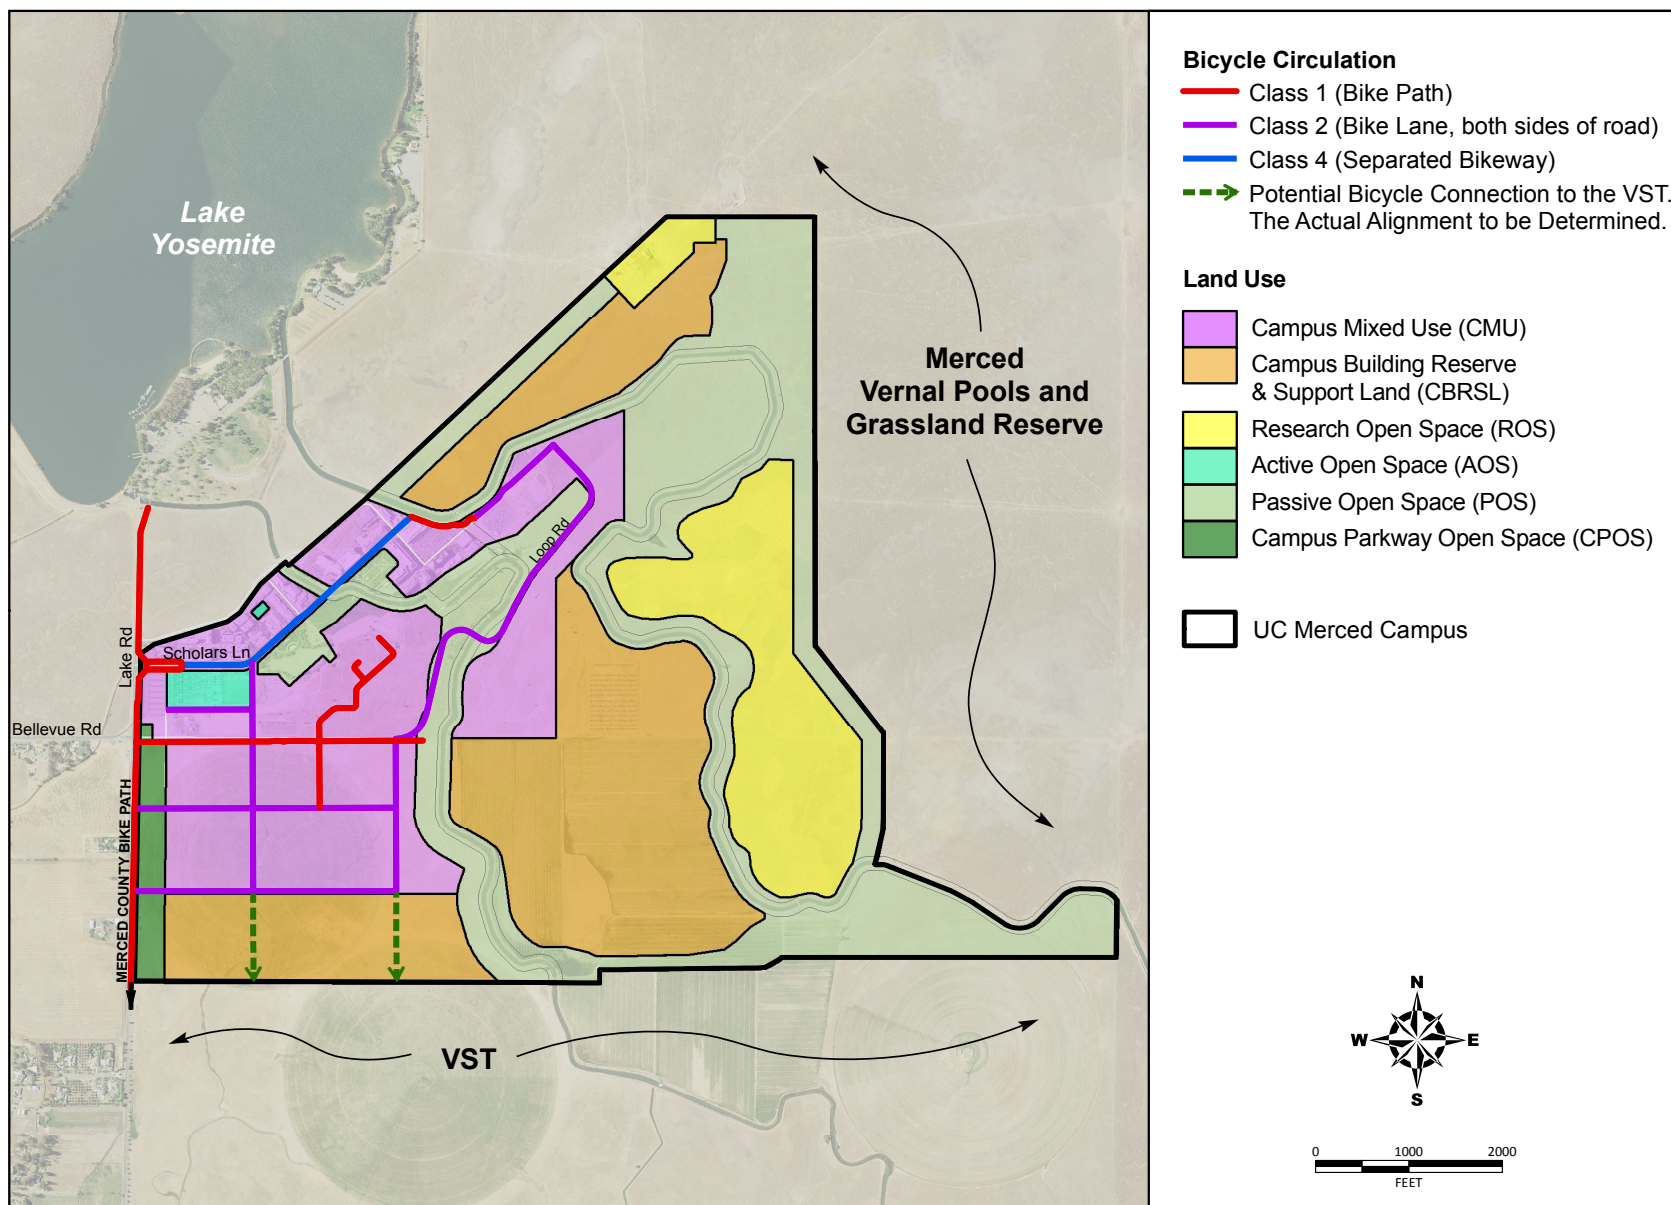 Bicycle Circulation
Class 1 (Bike Path)
Class 2 (Bike Lane, both sides of road)
Class 4 (Separated Bikeway)
Potential Bicycle Connection to the VST.
The Actual Alignment to be Determined.
Land Use
Campus Mixed Use (CMU)
Campus Building Reserve
& Support Land (CBRSL)
Research Open Space (ROS)
Active Open Space (AOS)
Passive Open Space (POS)
Campus Parkway Open Space (CPOS)
UC Merced Campus
Lake
Yosemite
Merced
Vernal Pools and
Grassland Reserve
Loop Rd
Lake Rd
Scholars Ln
Bellevue Rd
MERCED COUNTY BIKE PATH
VST
N
W E
S
0 1000 2000
FEET